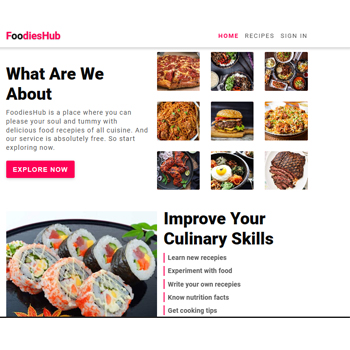 FoodiesHub
HOME RECIPES SIGN IN
What Are We
About
FoodiesHub is a place where you can
please your soul and tummy with
delicious food recepies of all cuisine. And
our service is absolutely free. So start
exploring now.
EXPLORE NOW
Improve Your
Culinary Skills
Learn new recepies
Experiment with food
Write your own recepies
Know nutrition facts
Get cooking tips